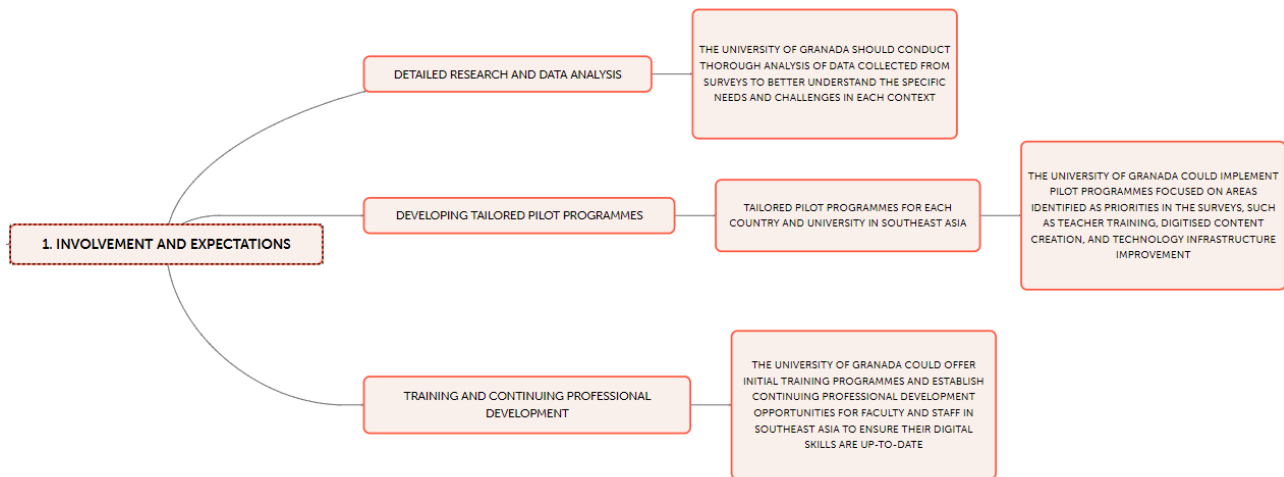 DETAILED RESEARCH AND DATA ANALYSIS
THE UNIVERSITY OF GRANADA SHOULD CONDUCT
THOROUGH ANALYSIS OF DATA COLLECTED FROM
SURVEYS TO BETTER UNDERSTAND THE SPECIFIC
NEEDS AND CHALLENGES IN EACH CONTEXT
1. INVOLVEMENT AND EXPECTATIONS
DEVELOPING TAILORED PILOT PROGRAMMES
TAILORED PILOT PROGRAMMES FOR EACH
COUNTRY AND UNIVERSITY IN SOUTHEAST ASIA
THE UNIVERSITY OF GRANADA COULD IMPLEMENT
PILOT PROGRAMMES FOCUSED ON AREAS
IDENTIFIED AS PRIORITIES IN THE SURVEYS, SUCH
AS TEACHER TRAINING, DIGITISED CONTENT
CREATION, AND TECHNOLOGY INFRASTRUCTURE
IMPROVEMENT
TRAINING AND CONTINUING PROFESSIONAL
DEVELOPMENT
THE UNIVERSITY OF GRANADA COULD OFFER
INITIAL TRAINING PROGRAMMES AND ESTABLISH
CONTINUING PROFESSIONAL DEVELOPMENT
OPPORTUNITIES FOR FACULTY AND STAFF IN
SOUTHEAST ASIA TO ENSURE THEIR DIGITAL
SKILLS ARE UP-TO-DATE